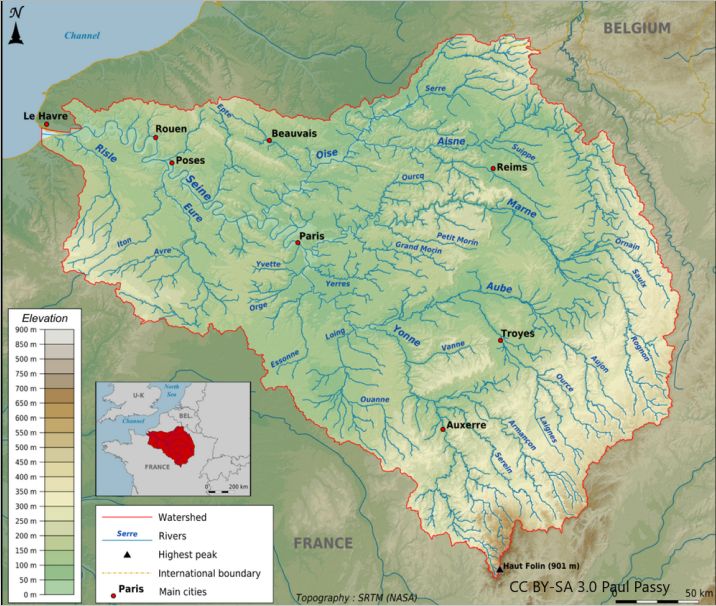 N
Channel
BELGIUM
Le Havre
Rouen
Poses
Beauvais
Epte
Serre
Oise
Aisne
Suippe
Reims
Risle
Seine
Eure
Ourcq
Marne
Iton
Avre
Paris
Petit Morin
Grand Morin
Ornain
Saulx
Yvette
Yerres
Orge
Aube
Essonne
Loing
Yonne
Vanne
Troyes
Rognon
Aujon
Ource
Ouanne
Auxerre
Laignes
Armançon
Serein
Elevation
900 m
850 m
800 m
750 m
700 m
650 m
600 m
550 m
500 m
450 m
400 m
350 m
300 m
250 m
200 m
150 m
100 m
50 m
0 m
North
Sea
U-K
BEL.
Channel
FRANCE
0 200 km
Watershed
Serre Rivers
Highest peak
International boundary
Paris Main cities
FRANCE
Haut Folin (901 m)
CC BY-SA 3.0 Paul Passy
Topography : SRTM (NASA)
0 50 km